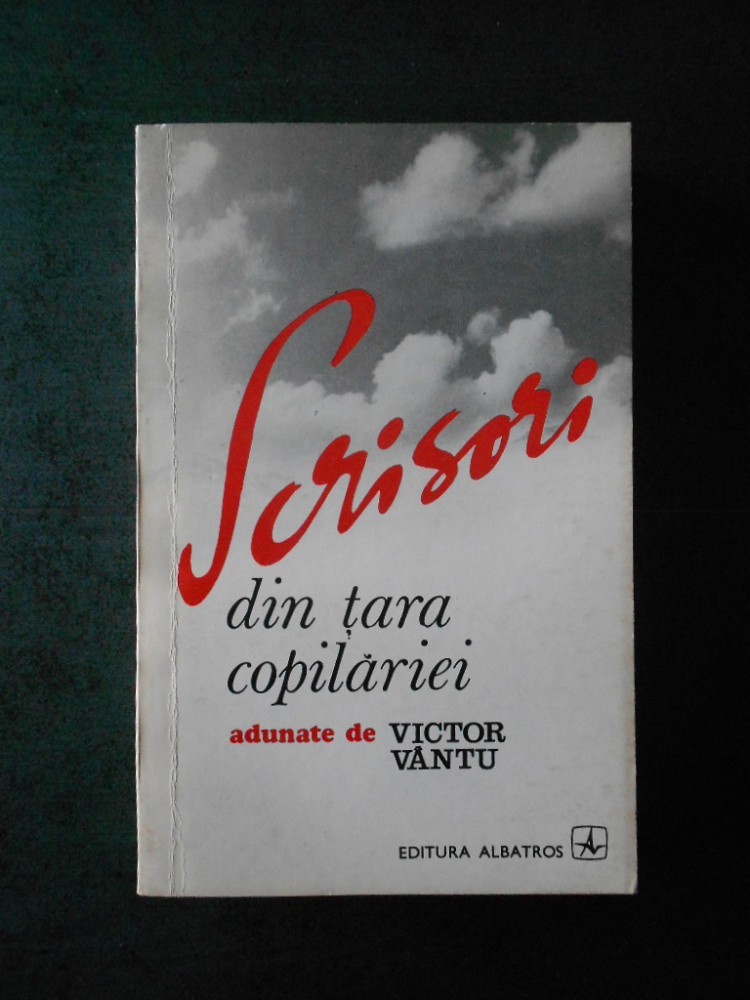 Scrisori
din țara
copilăriei
adunate de VICTOR
VÂNTU
EDITURA ALBATROS